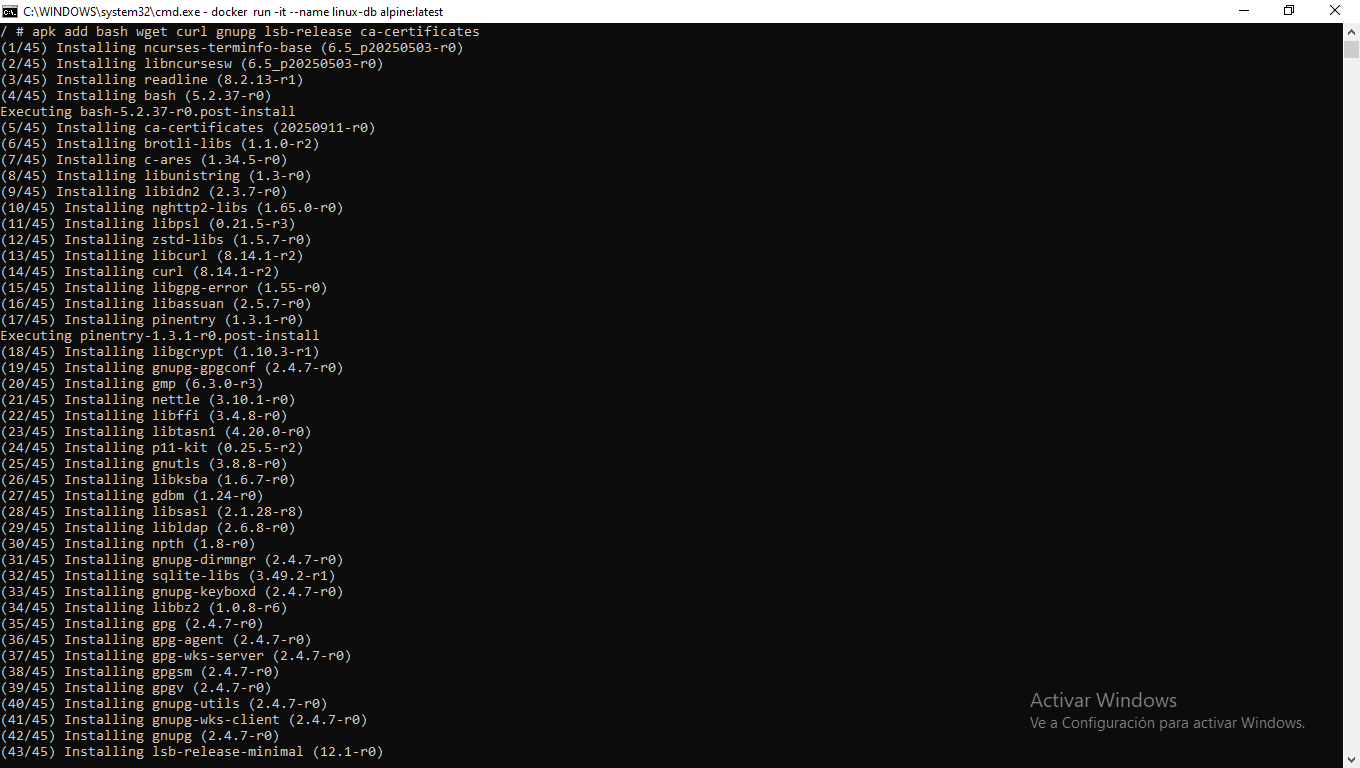 C:\WINDOWS\system32\cmd.exe - docker run -it --name linux-db alpine:latest
/ # apk add bash wget curl gnupg lsb-release ca-certificates
(1/45) Installing ncurses-terminfo-base (6.5_p20250503-r0)
(2/45) Installing libncursesw (6.5_p20250503-r0)
(3/45) Installing readline (8.2.13-r1)
(4/45) Installing bash (5.2.37-r0)
Executing bash-5.2.37-r0.post-install
(5/45) Installing ca-certificates (20250911-r0)
(6/45) Installing brotli-libs (1.1.0-r2)
(7/45) Installing c-ares (1.34.5-r0)
(8/45) Installing libunistring (1.3-r0)
(9/45) Installing libidn2 (2.3.7-r0)
(10/45) Installing nghttp2-libs (1.65.0-r0)
(11/45) Installing libpsl (0.21.5-r3)
(12/45) Installing zstd-libs (1.5.7-r0)
(13/45) Installing libcurl (8.14.1-r2)
(14/45) Installing curl (8.14.1-r2)
(15/45) Installing libgpg-error (1.55-r0)
(16/45) Installing libassuan (2.5.7-r0)
(17/45) Installing pinentry (1.3.1-r0)
Executing pinentry-1.3.1-r0.post-install
(18/45) Installing libgcrypt (1.10.3-r1)
(19/45) Installing gnupg-gpgconf (2.4.7-r0)
(20/45) Installing gmp (6.3.0-r3)
(21/45) Installing nettle (3.10.1-r0)
(22/45) Installing libffi (3.4.8-r0)
(23/45) Installing libtasn1 (4.20.0-r0)
(24/45) Installing p11-kit (0.25.5-r2)
(25/45) Installing gnutls (3.8.8-r0)
(26/45) Installing libksba (1.6.7-r0)
(27/45) Installing gdbm (1.24-r0)
(28/45) Installing libsasl (2.1.28-r8)
(29/45) Installing libldap (2.6.8-r0)
(30/45) Installing npth (1.8-r0)
(31/45) Installing gnupg-dirmngr (2.4.7-r0)
(32/45) Installing sqlite-libs (3.49.2-r1)
(33/45) Installing gnupg-keyboxd (2.4.7-r0)
(34/45) Installing libbz2 (1.0.8-r6)
(35/45) Installing gpg (2.4.7-r0)
(36/45) Installing gpg-agent (2.4.7-r0)
(37/45) Installing gpg-wks-server (2.4.7-r0)
(38/45) Installing gpgsm (2.4.7-r0)
(39/45) Installing gpgv (2.4.7-r0)
(40/45) Installing gnupg-utils (2.4.7-r0)
(41/45) Installing gnupg-wks-client (2.4.7-r0)
(42/45) Installing gnupg (2.4.7-r0)
(43/45) Installing lsb-release-minimal (12.1-r0)
Activar Windows
Ve a Configuración para activar Windows.